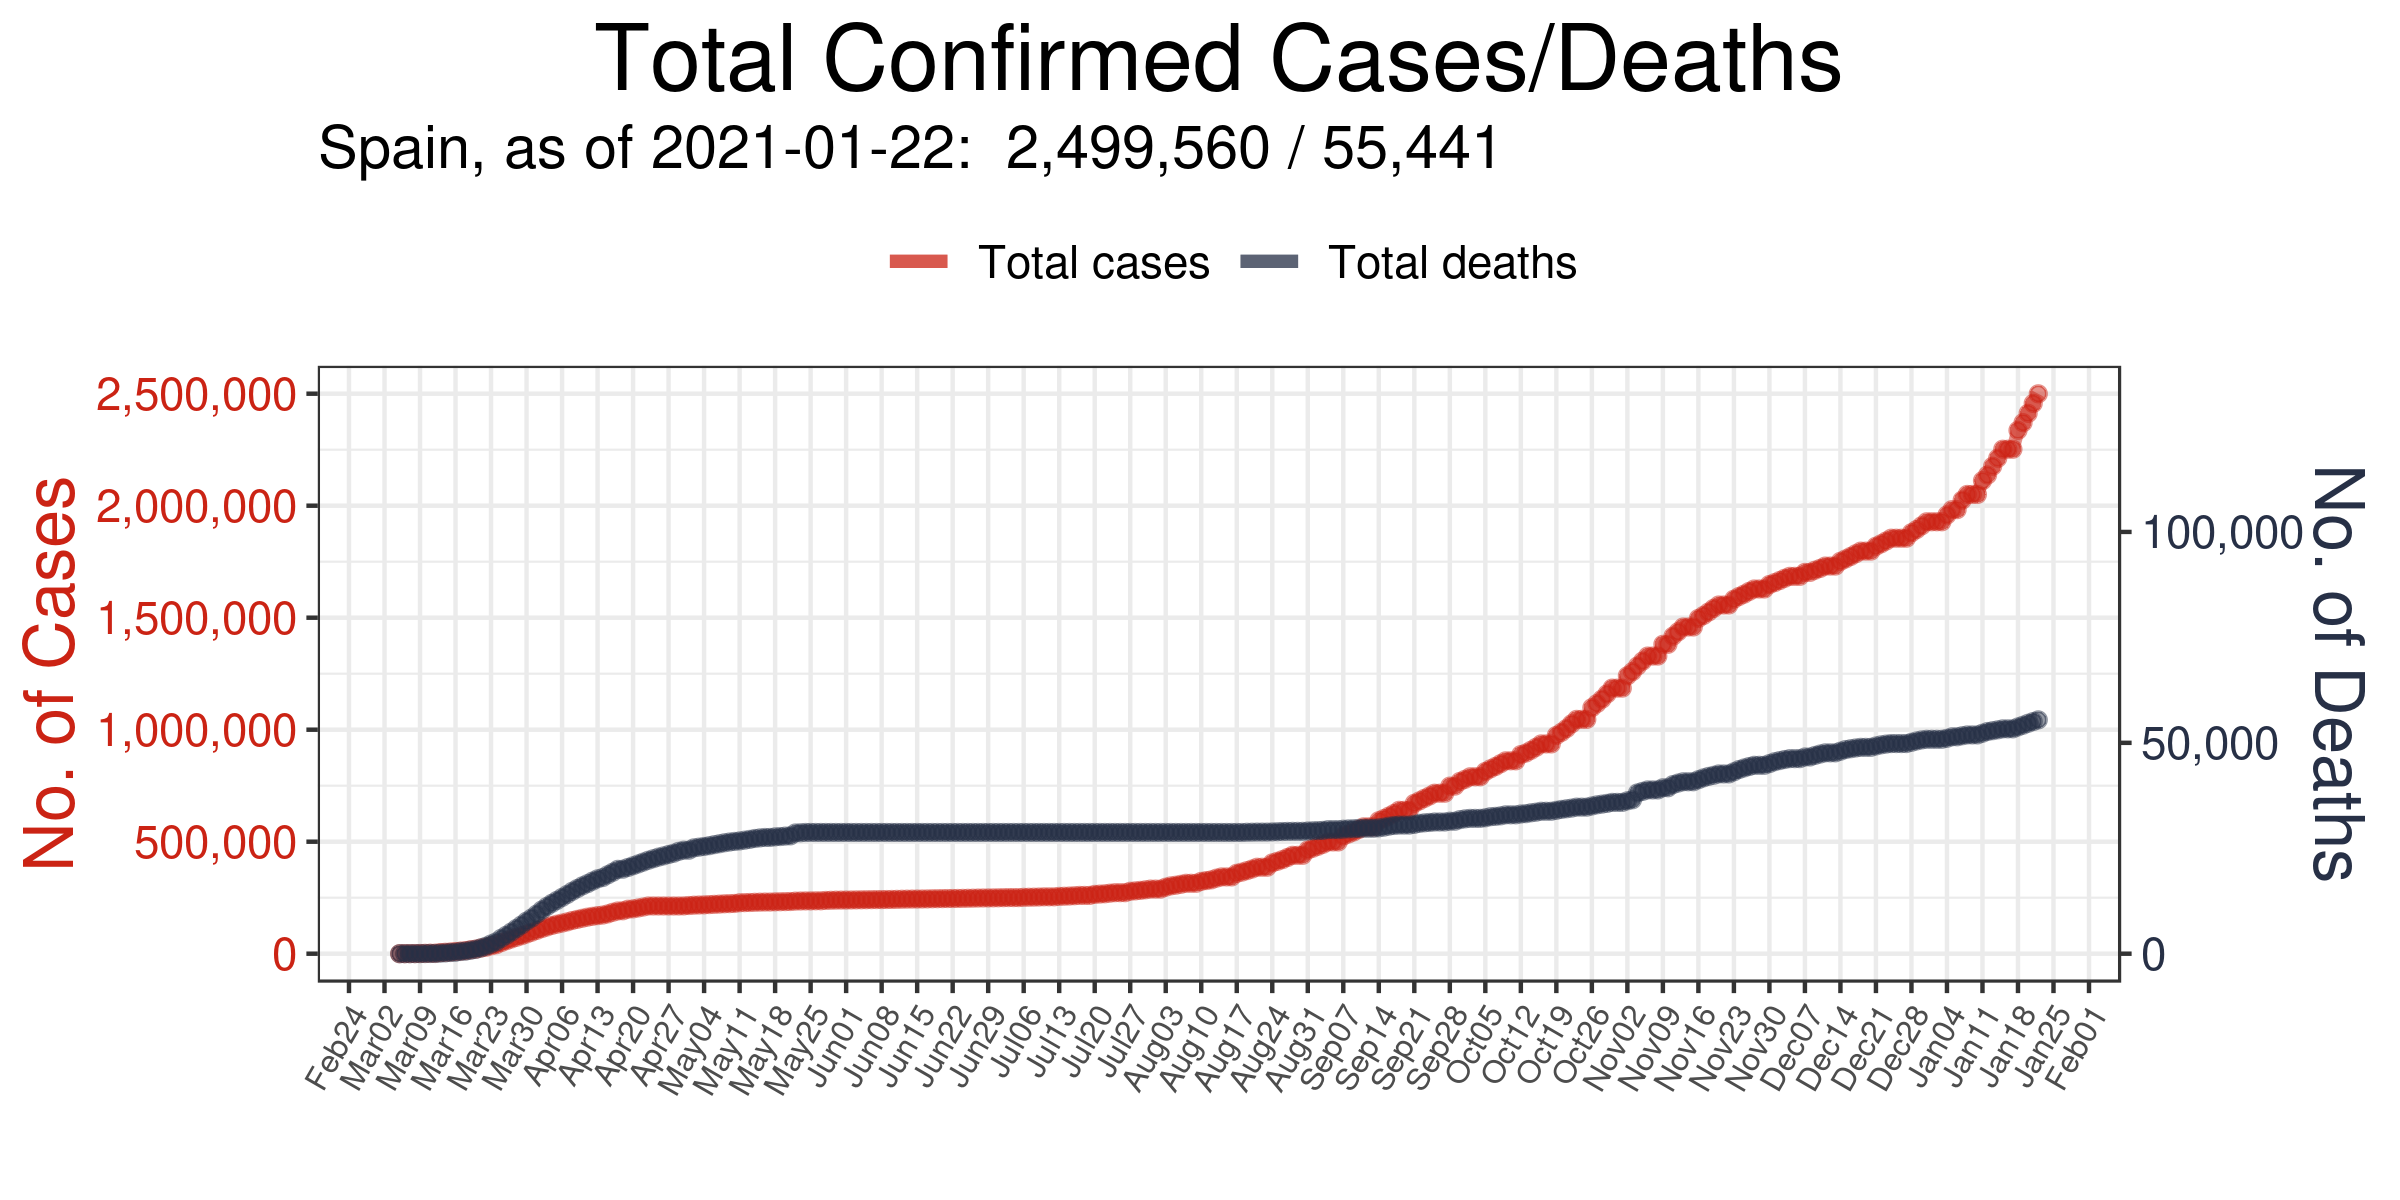 Total Confirmed Cases/Deaths
Spain, as of 2021-01-22:  2,499,560 / 55,441
Total cases
Total deaths
No. of Cases
2,500,000
2,000,000
1,500,000
1,000,000
500,000
0
100,000
50,000
0
No. of Deaths
Feb24
Mar02
Mar09
Mar16
Mar23
Mar30
Apr06
Apr13
Apr20
Apr27
May04
May11
May18
May25
Jun01
Jun08
Jun15
Jun22
Jun29
Jul06
Jul13
Jul20
Jul27
Aug03
Aug10
Aug17
Aug24
Aug31
Sep07
Sep14
Sep21
Sep28
Oct05
Oct12
Oct19
Oct26
Nov02
Nov09
Nov16
Nov23
Nov30
Dec07
Dec14
Dec21
Dec28
Jan04
Jan11
Jan18
Jan25
Feb01